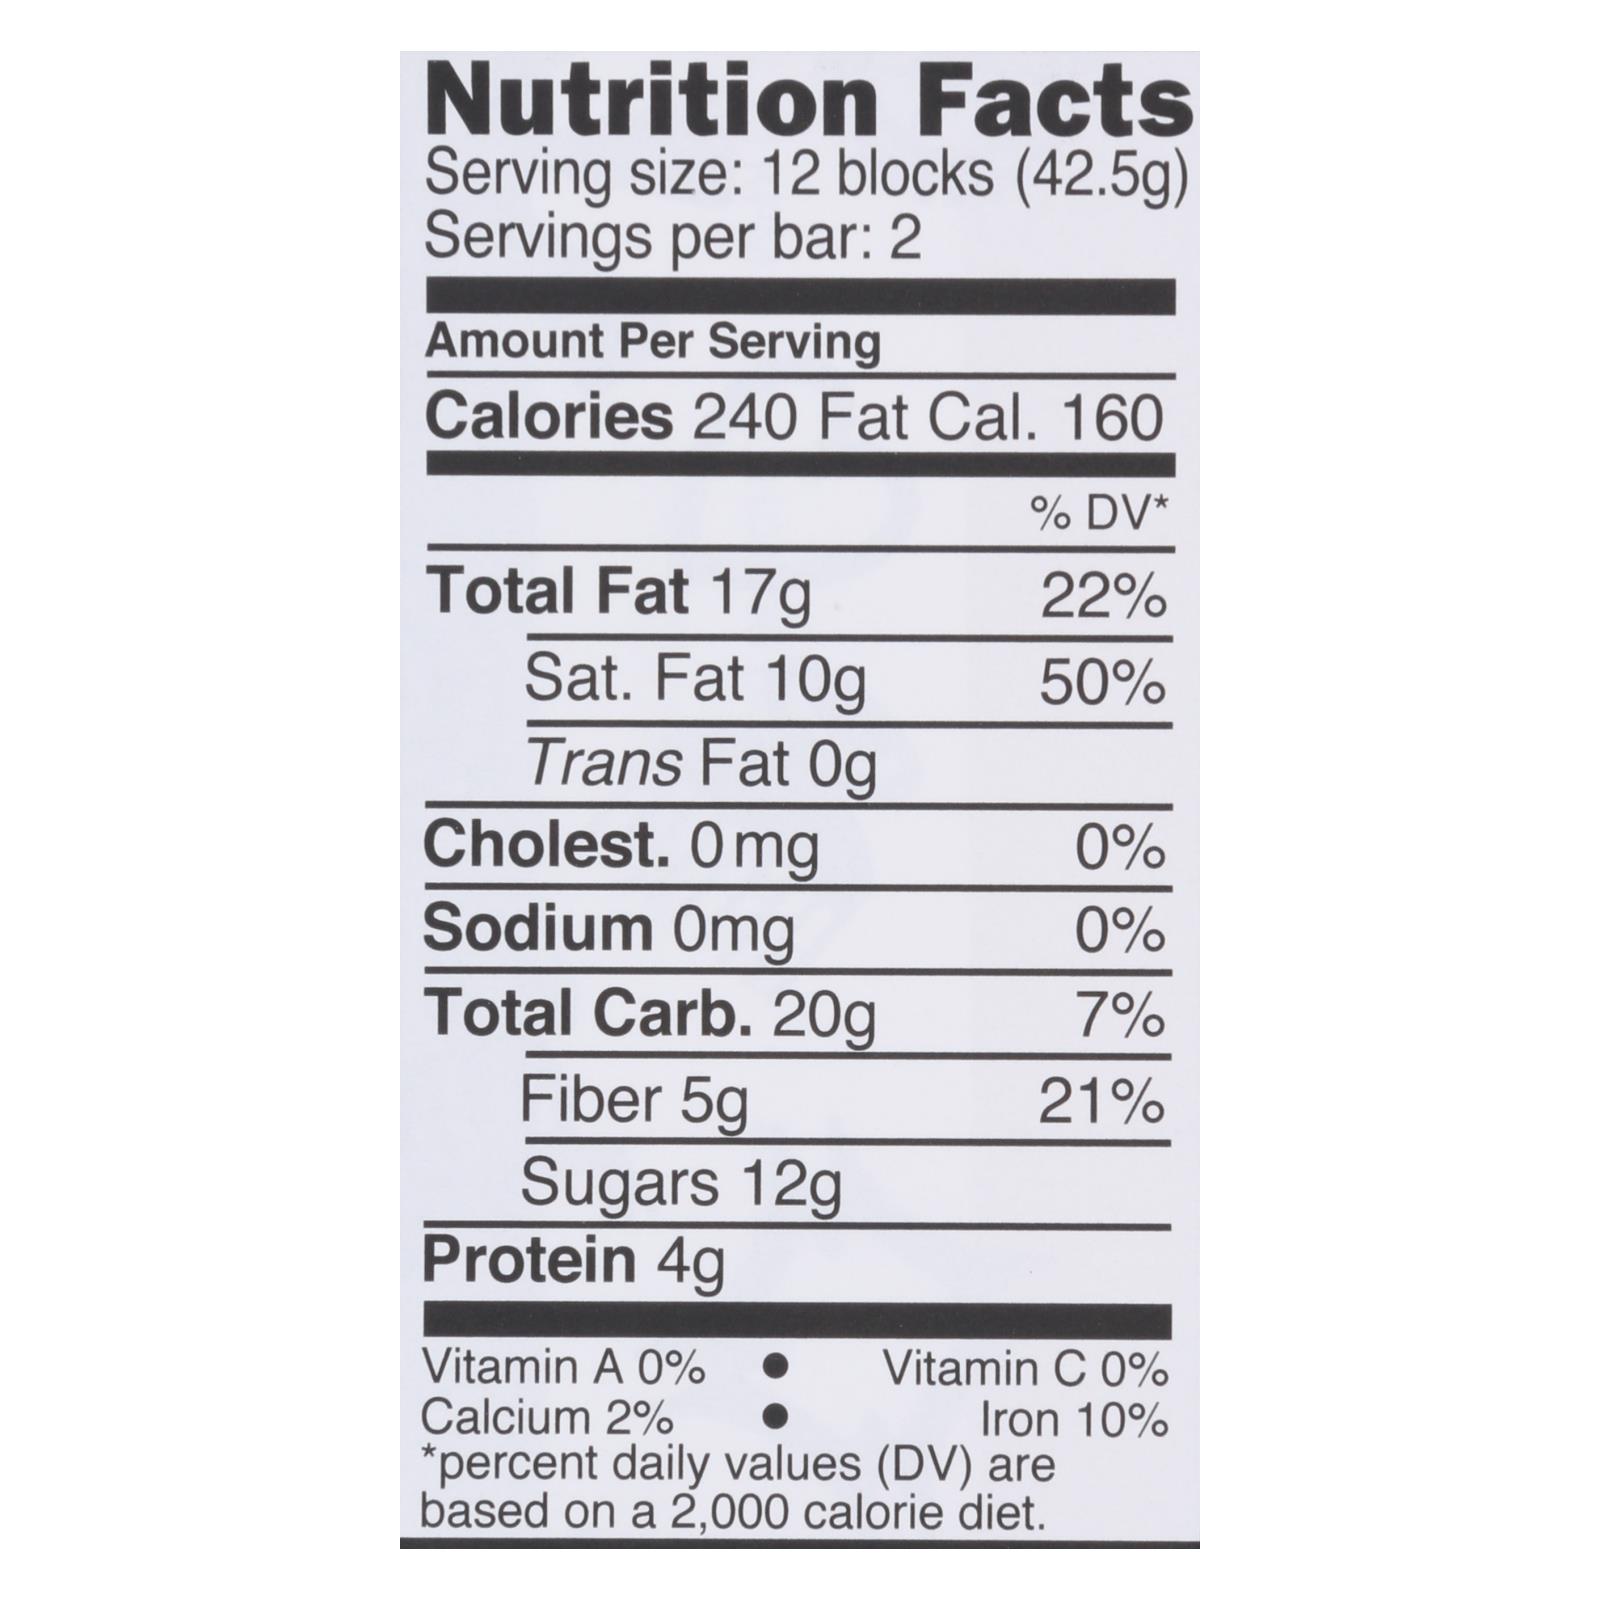 Nutrition Facts
Serving size: 12 blocks (42.5g)
Servings per bar: 2
Amount Per Serving
Calories 240 Fat Cal. 160
% DV*
Total Fat 17g 22%
Sat. Fat 10g 50%
Trans Fat 0g
Cholest. 0mg 0%
Sodium 0mg 0%
Total Carb. 20g 7%
Fiber 5g 21%
Sugars 12g
Protein 4g
Vitamin A 0% • Vitamin C 0%
Calcium 2% • Iron 10%
*percent daily values (DV) are
based on a 2,000 calorie diet.